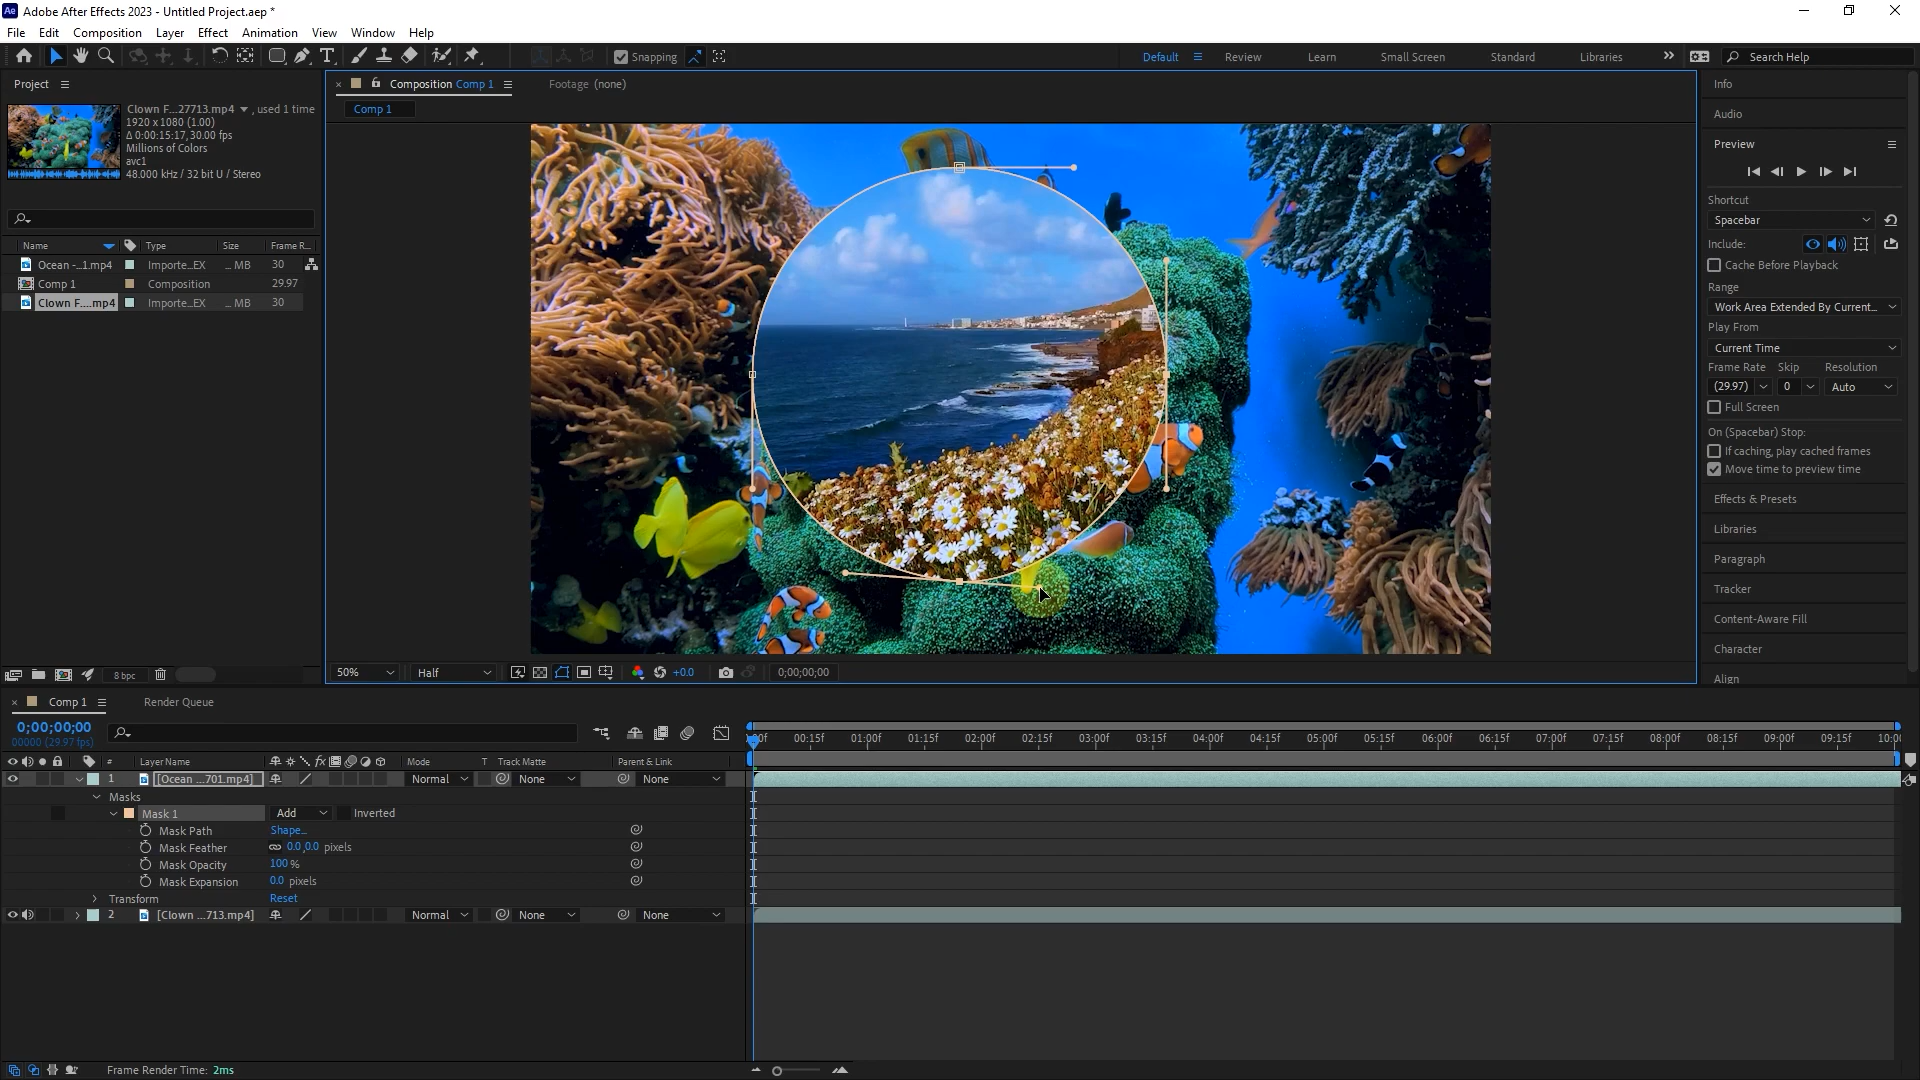 Ae Adobe After Effects 2023 - Untitled Project.aep *
File Edit Composition Layer Effect Animation View Window Help
Snapping Default Review Learn Small Screen Standard Libraries Search Help
Project
Composition Comp 1
Footage (none)
Comp 1
Clown F...27713.mp4 , used 1 time
1920 x 1080 (1.00)
Δ 0:00:15:17, 30.00 fps
Millions of Colors
avc1
48.000 kHz / 32 bit U / Stereo
Name Type Size Frame R...
Ocean -...1.mp4 Importe...EX ... MB 30
Comp 1 Composition 29.97
Clown F....mp4 Importe...EX ... MB 30
8 bpc
50% Half +0.0 0;00;00;00
Info
Audio
Preview
Shortcut
Spacebar
Include:
Cache Before Playback
Range
Work Area Extended By Current...
Play From
Current Time
Frame Rate Skip Resolution
(29.97) 0 Auto
Full Screen
On (Spacebar) Stop:
If caching, play cached frames
Move time to preview time
Effects & Presets
Libraries
Paragraph
Tracker
Content-Aware Fill
Character
Align
Comp 1 Render Queue
0;00;00;00
00000 (29.97 fps)
00:15f 01:00f 01:15f 02:00f 02:15f 03:00f 03:15f 04:00f 04:15f 05:00f 05:15f 06:00f 06:15f 07:00f 07:15f 08:00f 08:15f 09:00f 09:15f 10:00
# Layer Name fx Mode T Track Matte Parent & Link
1 [Ocean ...701.mp4] Normal None None
Masks
Mask 1 Add Inverted
Mask Path Shape...
Mask Feather 0.0,0.0 pixels
Mask Opacity 100 %
Mask Expansion 0.0 pixels
Transform Reset
2 [Clown ...713.mp4] Normal None None
Frame Render Time: 2ms